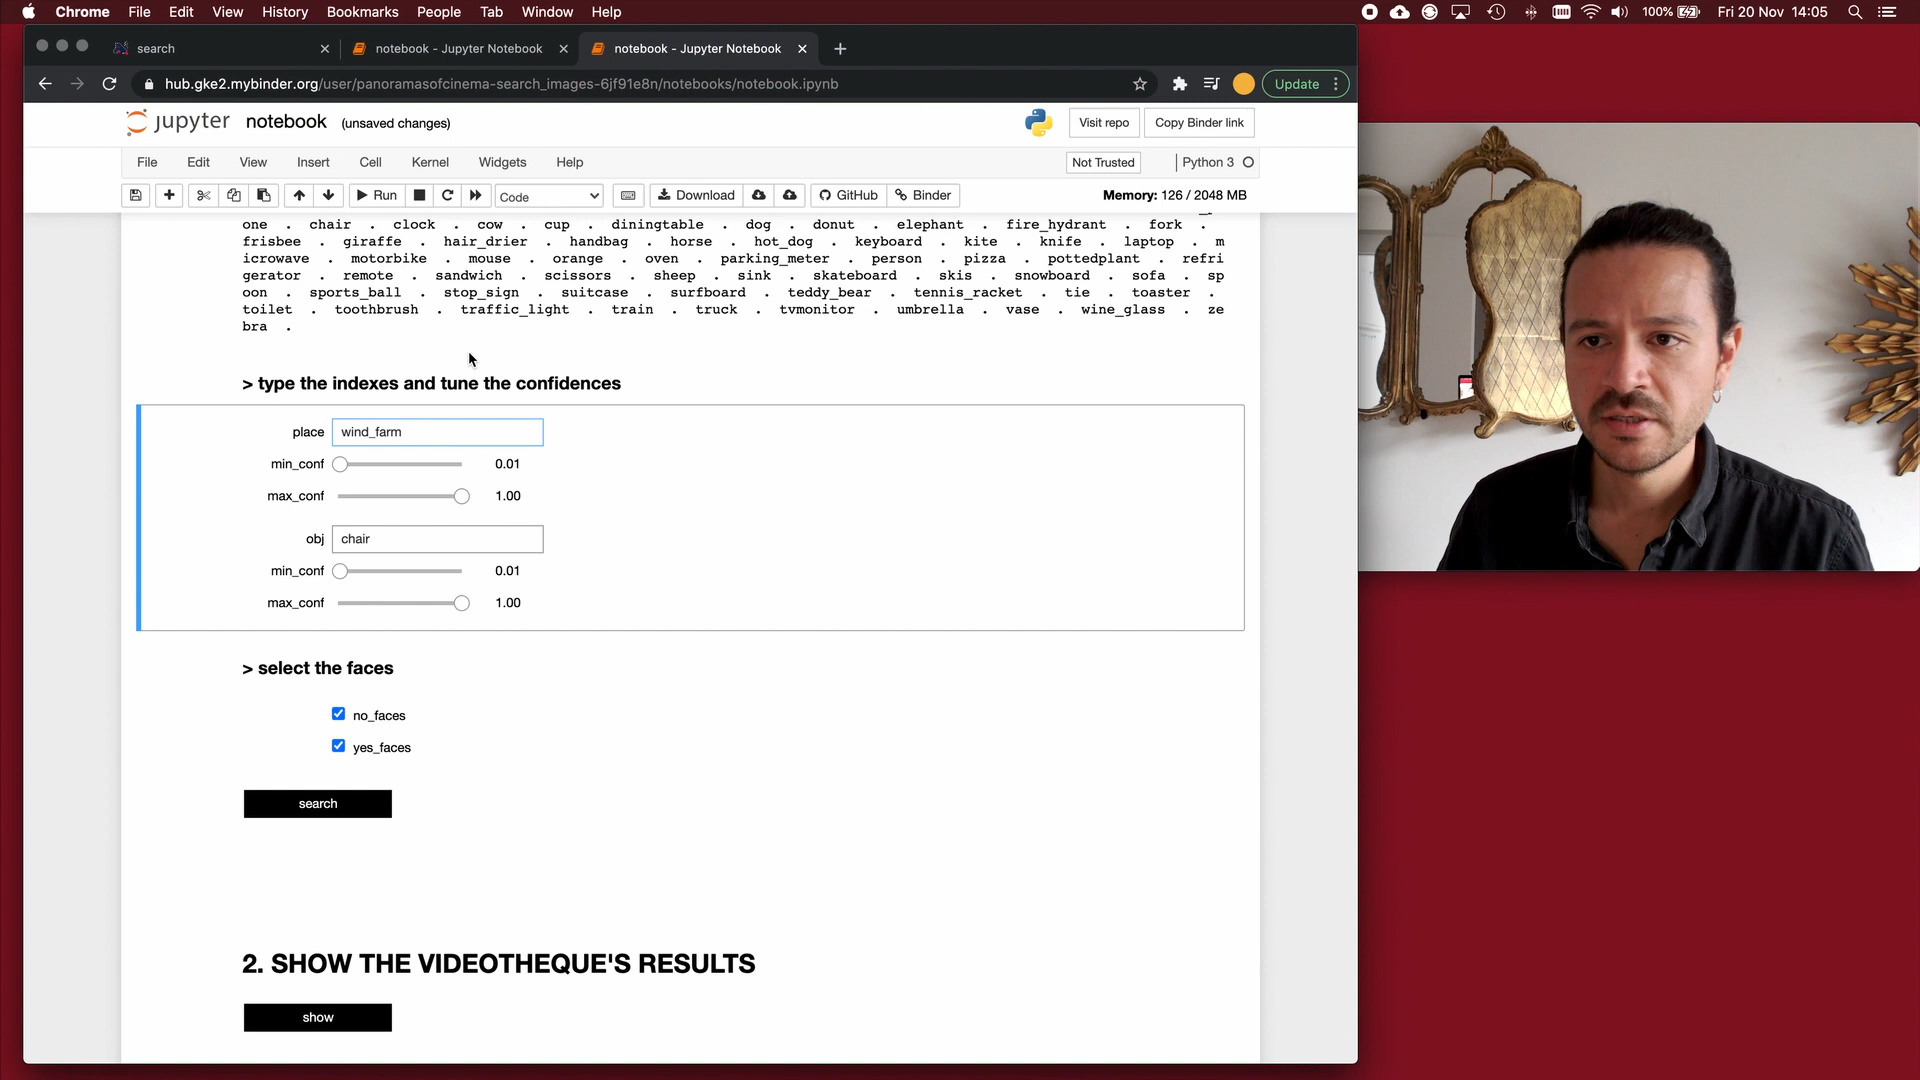 Chrome File Edit View History Bookmarks People Tab Window Help 100% Fri 20 Nov 14:05
search notebook - Jupyter Notebook notebook - Jupyter Notebook
hub.gke2.mybinder.org/user/panoramasofcinema-search_images-6jf91e8n/notebooks/notebook.ipynb Update
jupyter notebook (unsaved changes) Visit repo Copy Binder link
File Edit View Insert Cell Kernel Widgets Help Not Trusted Python 3
Run Code Download GitHub Binder Memory: 126 / 2048 MB
one . chair . clock . cow . cup . diningtable . dog . donut . elephant . fire_hydrant . fork .
frisbee . giraffe . hair_drier . handbag . horse . hot_dog . keyboard . kite . knife . laptop . m
icrowave . motorbike . mouse . orange . oven . parking_meter . person . pizza . pottedplant . refri
gerator . remote . sandwich . scissors . sheep . sink . skateboard . skis . snowboard . sofa . sp
oon . sports_ball . stop_sign . suitcase . surfboard . teddy_bear . tennis_racket . tie . toaster .
toilet . toothbrush . traffic_light . train . truck . tvmonitor . umbrella . vase . wine_glass . ze
bra .
> type the indexes and tune the confidences
place wind_farm
min_conf 0.01
max_conf 1.00
obj chair
min_conf 0.01
max_conf 1.00
> select the faces
no_faces
yes_faces
search
2. SHOW THE VIDEOTHEQUE'S RESULTS
show